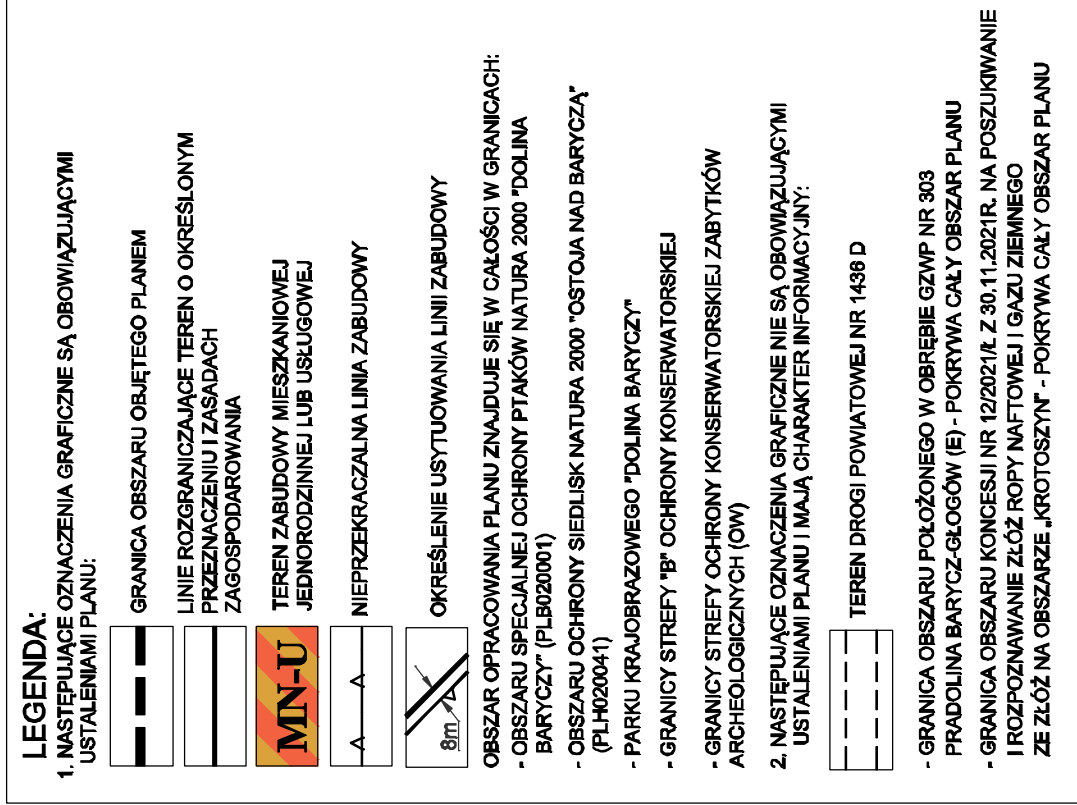 LEGENDA:
1. NASTĘPUJĄCE OZNACZENIA GRAFICZNE SĄ OBOWIĄZUJĄCYMI
USTALENIAMI PLANU:
GRANICA OBSZARU OBJĘTEGO PLANEM
LINIE ROZGRANICZAJĄCE TEREN O OKREŚLONYM
PRZEZNACZENIU I ZASADACH
ZAGOSPODAROWANIA
MN-U
TEREN ZABUDOWY MIESZKANIOWEJ
JEDNORODZINNEJ LUB USŁUGOWEJ
NIEPRZEKRACZALNA LINIA ZABUDOWY
8m
OKREŚLENIE USYTUOWANIA LINII ZABUDOWY
OBSZAR OPRACOWANIA PLANU ZNAJDUJE SIĘ W CAŁOŚCI W GRANICACH:
- OBSZARU SPECJALNEJ OCHRONY PTAKÓW NATURA 2000 "DOLINA
BARYCZY" (PLB020001)
- OBSZARU OCHRONY SIEDLISK NATURA 2000 "OSTOJA NAD BARYCZĄ"
(PLH020041)
- PARKU KRAJOBRAZOWEGO "DOLINA BARYCZY"
- GRANICY STREFY "B" OCHRONY KONSERWATORSKIEJ
- GRANICY STREFY OCHRONY KONSERWATORSKIEJ ZABYTKÓW
ARCHEOLOGICZNYCH (OW)
2. NASTĘPUJĄCE OZNACZENIA GRAFICZNE NIE SĄ OBOWIĄZUJĄCYMI
USTALENIAMI PLANU I MAJĄ CHARAKTER INFORMACYJNY:
TEREN DROGI POWIATOWEJ NR 1436 D
- GRANICA OBSZARU POŁOŻONEGO W OBRĘBIE GZWP NR 303
PRADOLINA BARYCZ-GŁOGÓW (E) - POKRYWA CAŁY OBSZAR PLANU
- GRANICA OBSZARU KONCESJI NR 12/2021/Ł Z 30.11.2021R. NA POSZUKIWANIE
I ROZPOZNAWANIE ZŁÓŻ ROPY NAFTOWEJ I GAZU ZIEMNEGO
ZE ZŁÓŻ NA OBSZARZE „KROTOSZYN" - POKRYWA CAŁY OBSZAR PLANU